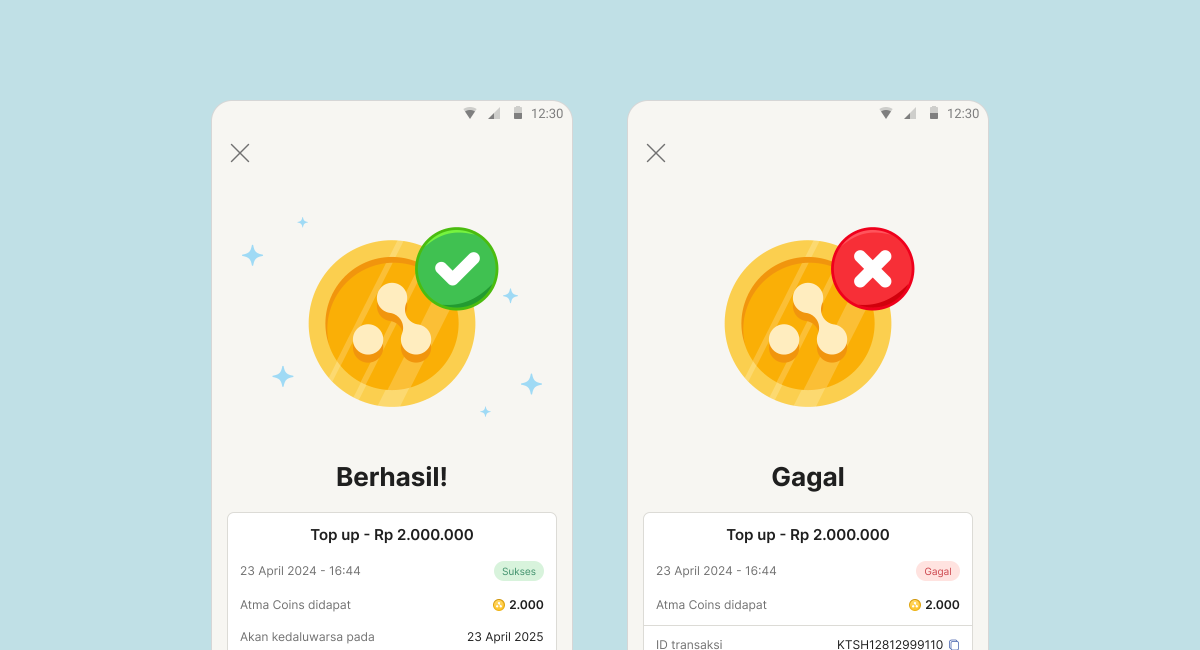 12:30
Berhasil!
Top up - Rp 2.000.000
23 April 2024 - 16:44 Sukses
Atma Coins didapat 2.000
Akan kedaluwarsa pada 23 April 2025
12:30
Gagal
Top up - Rp 2.000.000
23 April 2024 - 16:44 Gagal
Atma Coins didapat 2.000
ID transaksi KTSH12812999110